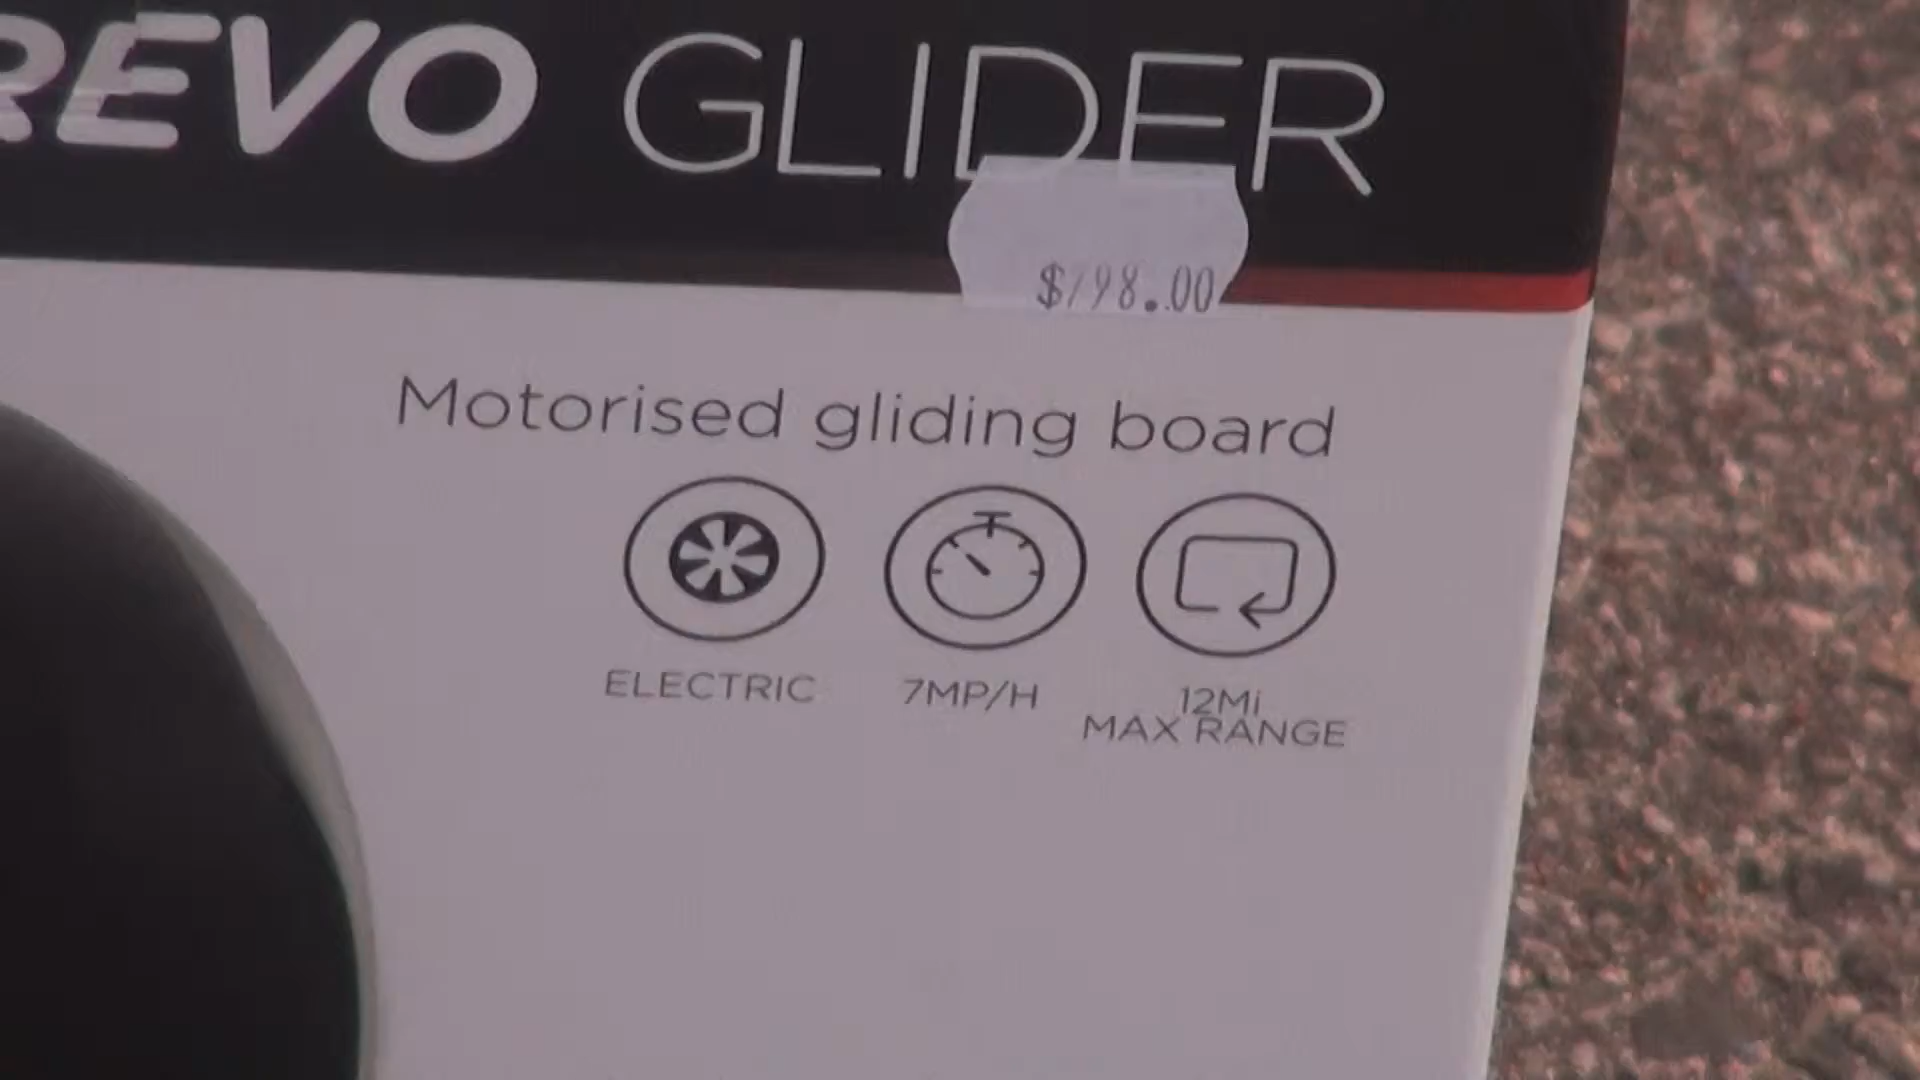 REVO GLIDER
$798.00
Motorised gliding board
ELECTRIC
7MP/H
12Mi
MAX RANGE